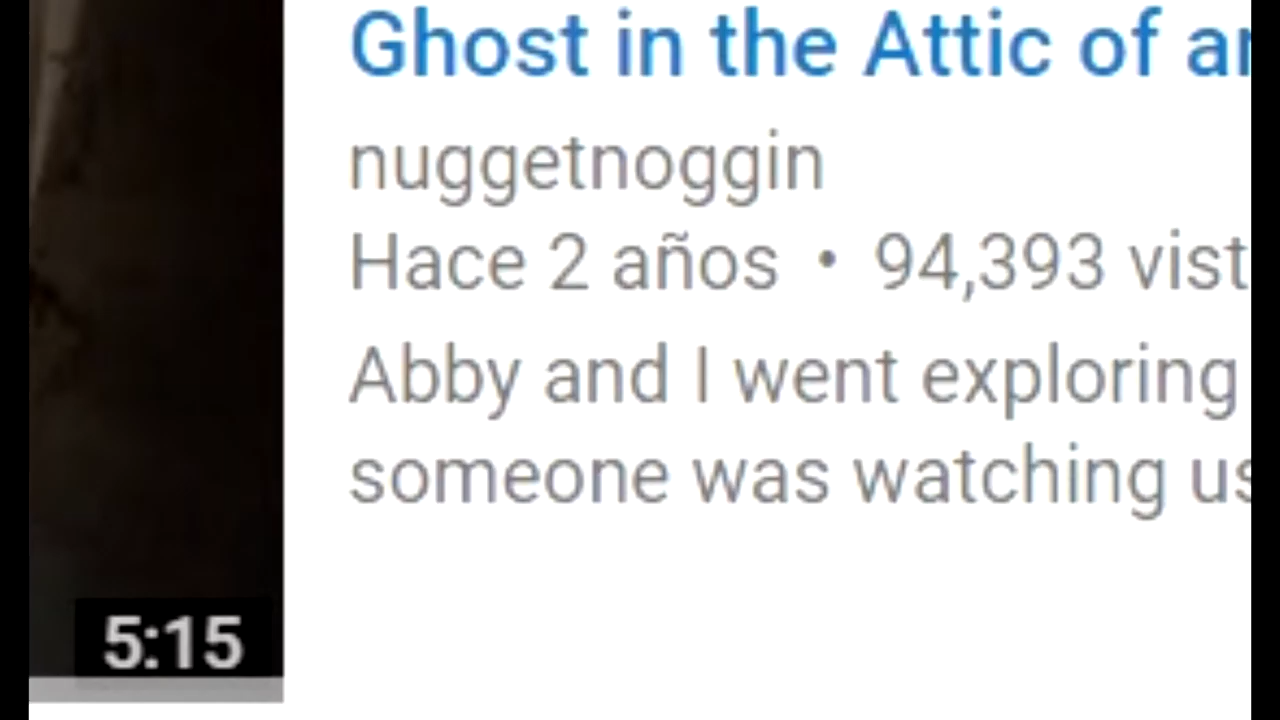 Ghost in the Attic of
nuggetnoggin
Hace 2 años • 94,393
Abby and I went exploring
someone was watching us
5:15